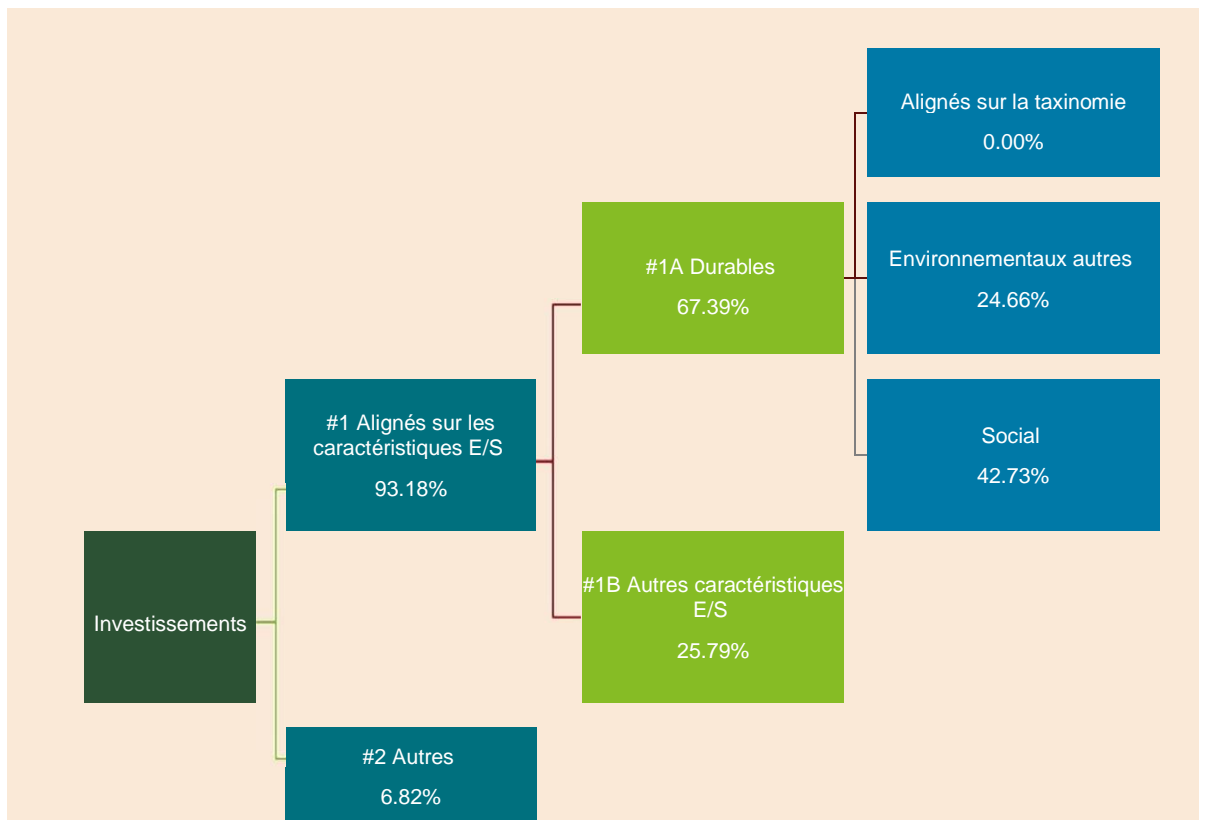 Alignés sur la taxinomie
0.00%
#1A Durables
67.39%
Environnementaux autres
24.66%
#1 Alignés sur les
caractéristiques E/S
93.18%
Social
42.73%
Investissements
#1B Autres caractéristiques
E/S
25.79%
#2 Autres
6.82%